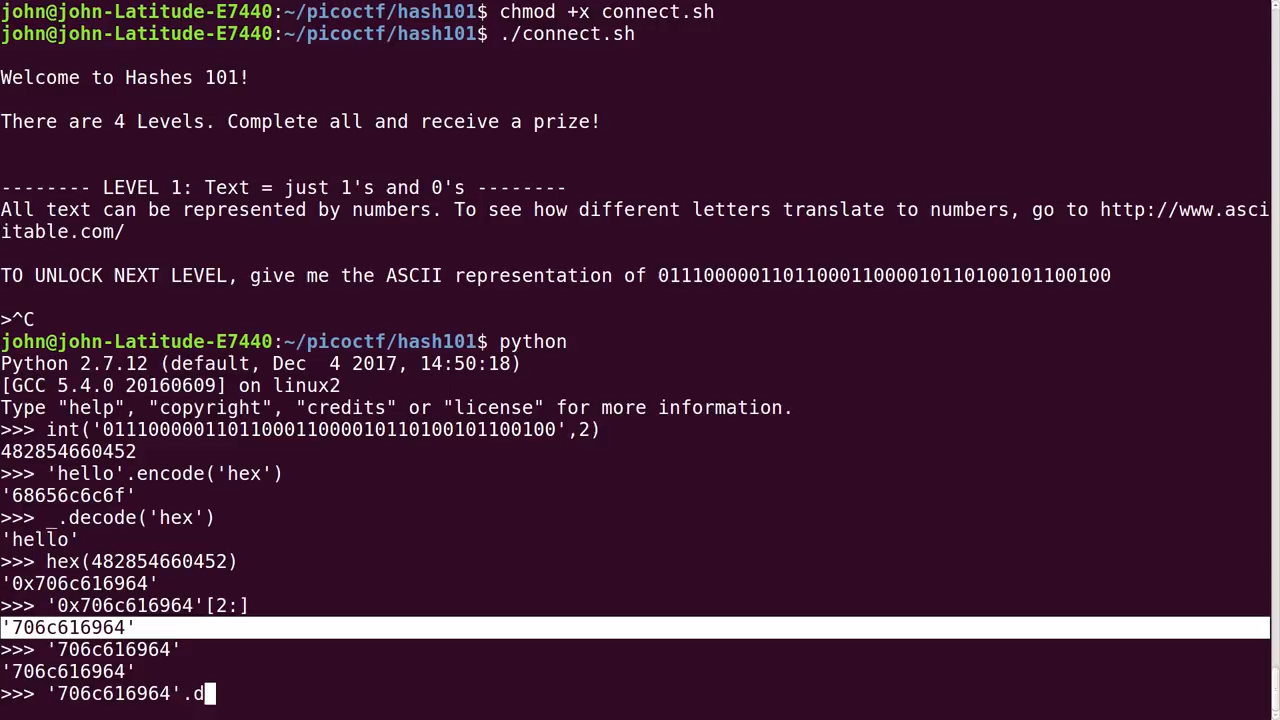 john@john-Latitude-E7440:~/picoctf/hash101$ chmod +x connect.sh
john@john-Latitude-E7440:~/picoctf/hash101$ ./connect.sh
Welcome to Hashes 101!
There are 4 Levels. Complete all and receive a prize!
-------- LEVEL 1: Text = just 1's and 0's --------
All text can be represented by numbers. To see how different letters translate to numbers, go to http://www.asci
itable.com/
TO UNLOCK NEXT LEVEL, give me the ASCII representation of 0111000001101100011000010110100101100100
>^C
john@john-Latitude-E7440:~/picoctf/hash101$ python
Python 2.7.12 (default, Dec  4 2017, 14:50:18)
[GCC 5.4.0 20160609] on linux2
Type "help", "copyright", "credits" or "license" for more information.
>>> int('0111000001101100011000010110100101100100',2)
482854660452
>>> 'hello'.encode('hex')
'68656c6c6f'
>>> _.decode('hex')
'hello'
>>> hex(482854660452)
'0x706c616964'
>>> '0x706c616964'[2:]
'706c616964'
>>> '706c616964'
'706c616964'
>>> '706c616964'.d